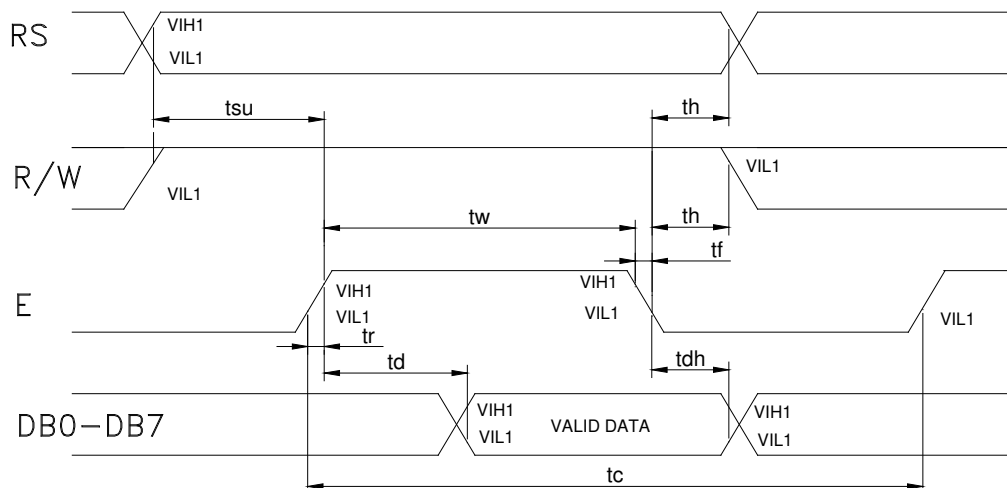 RS
VIH1
VIL1
tsu
th
R/W
VIL1
VIL1
tw
th
tf
E
VIH1
VIL1
VIH1
VIL1
VIL1
tr
td
tdh
DB0-DB7
VIH1
VIL1
VALID DATA
VIH1
VIL1
tc